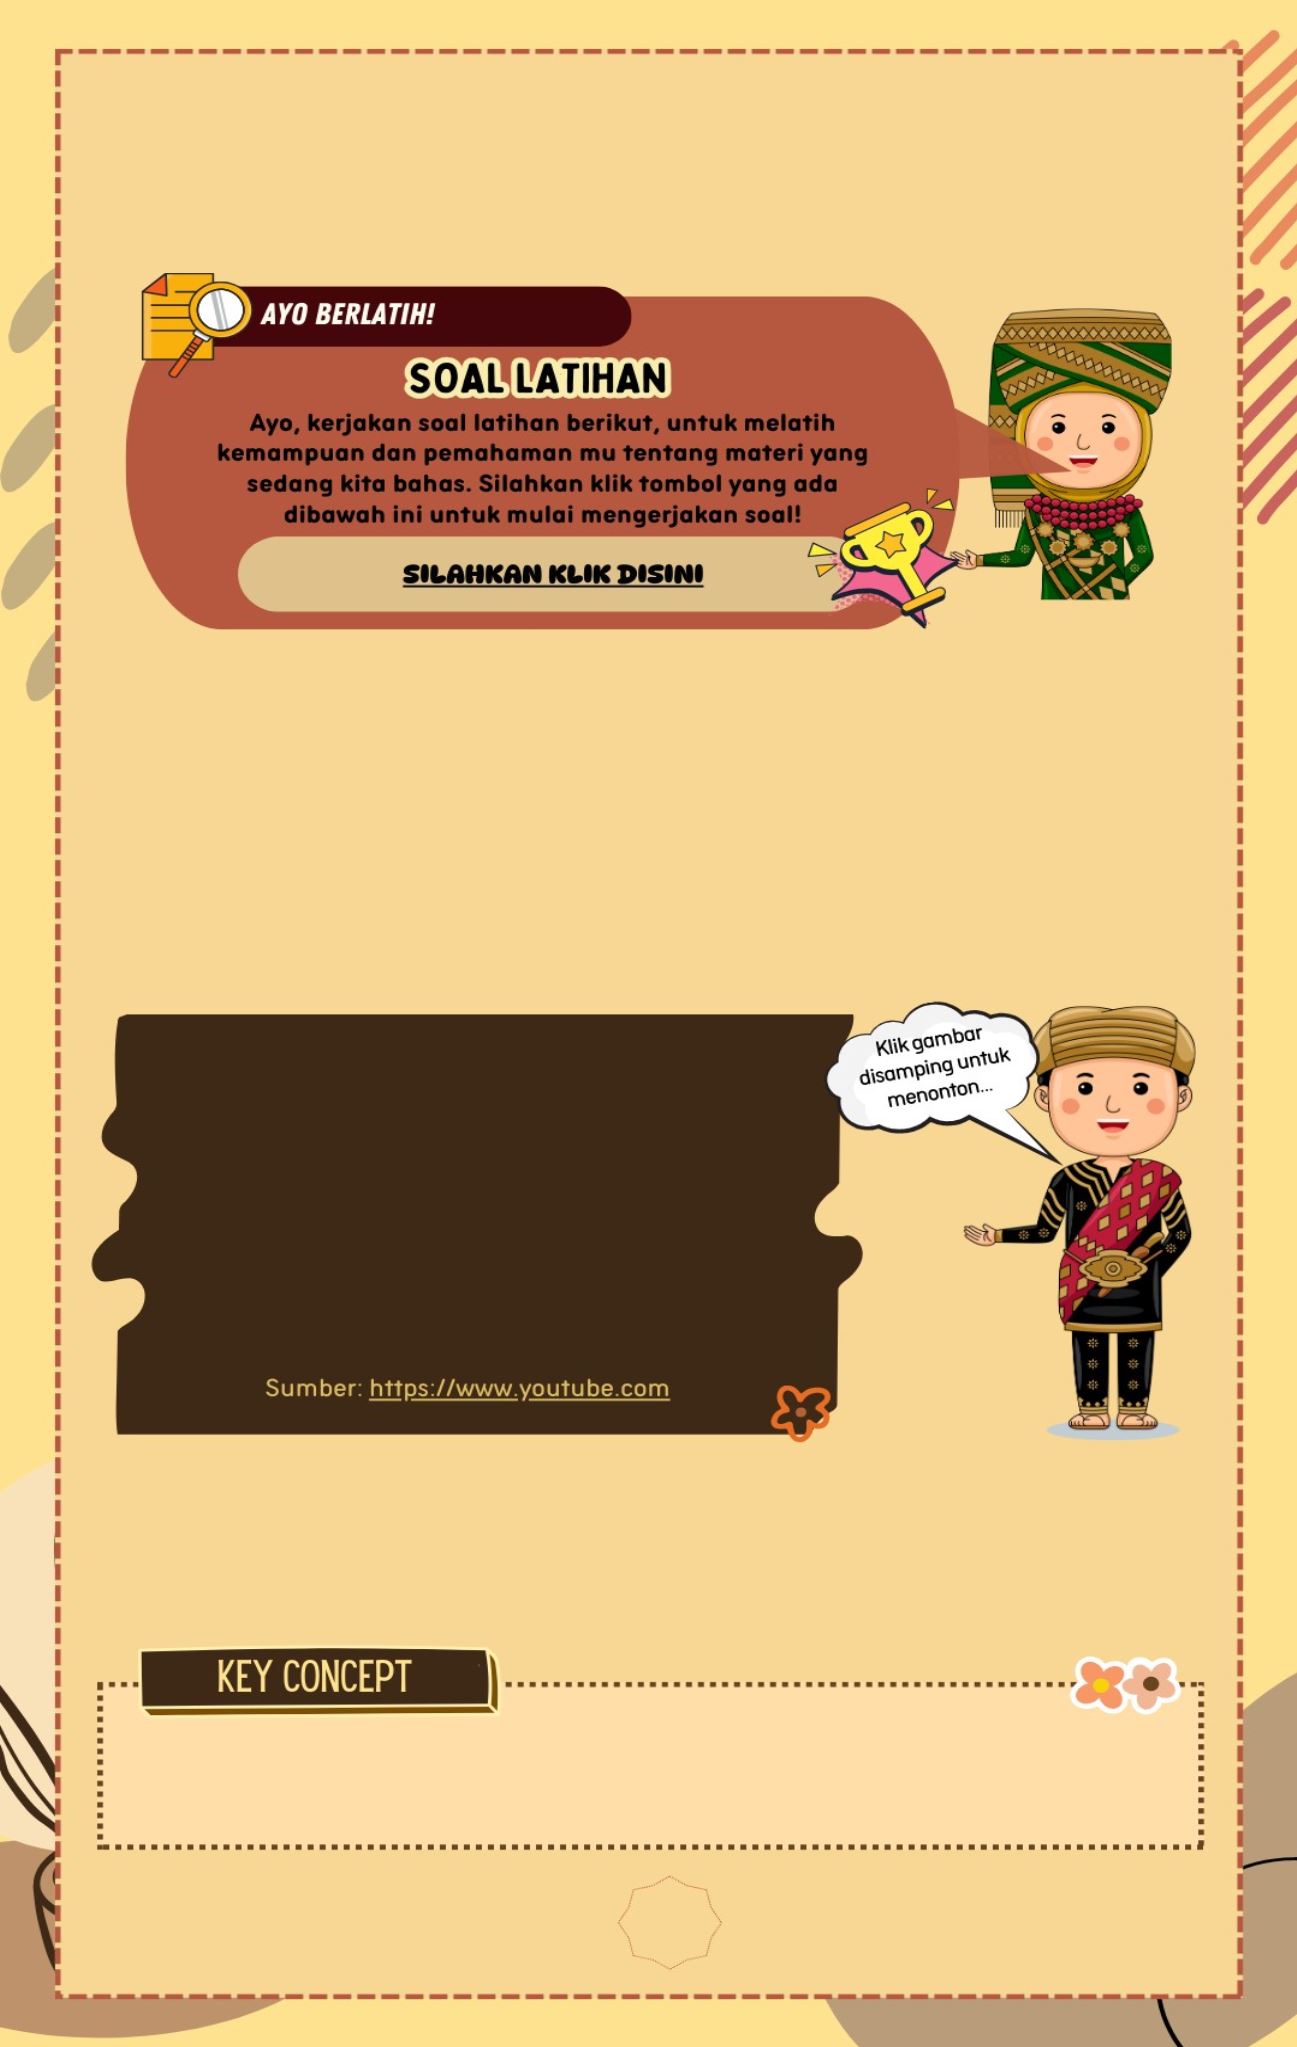 AYO BERLATIH!
SOAL LATIHAN
Ayo, kerjakan soal latihan berikut, untuk melatih
kemampuan dan pemahaman mu tentang materi yang
sedang kita bahas. Silahkan klik tombol yang ada
dibawah ini untuk mulai mengerjakan soal!
SILAHKAN KLIK DISINI
Klik gambar
disamping untuk
menonton...
Sumber: https://www.youtube.com
KEY CONCEPT